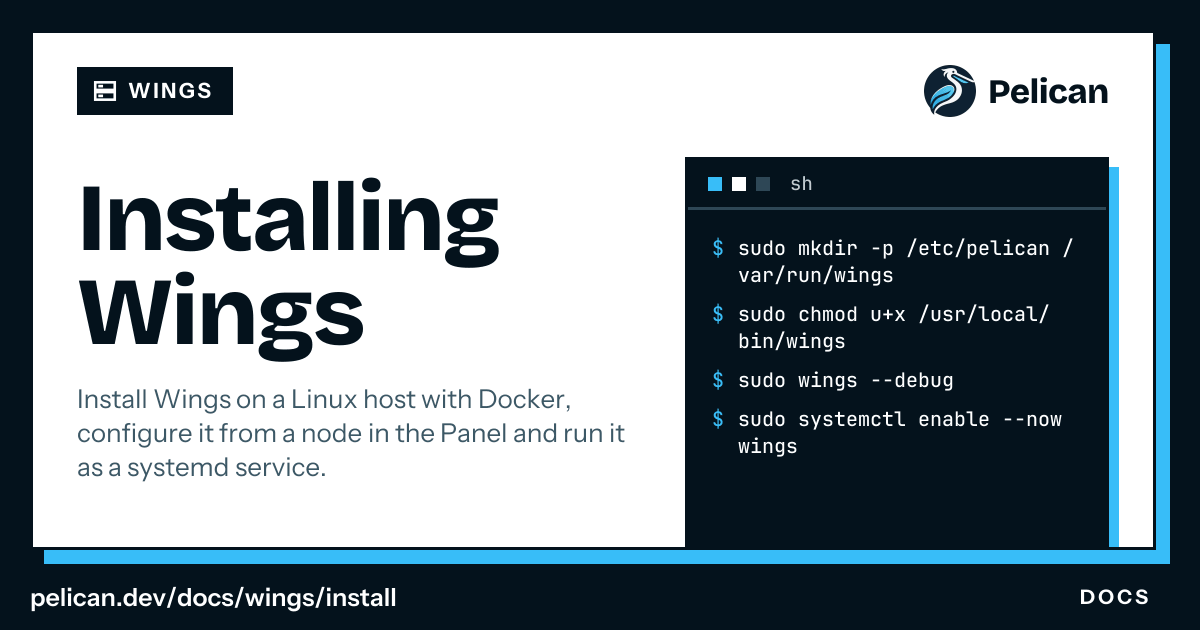 WINGS
Pelican
Installing
Wings
Install Wings on a Linux host with Docker,
configure it from a node in the Panel and run it
as a systemd service.
sh
$ sudo mkdir -p /etc/pelican /
var/run/wings
$ sudo chmod u+x /usr/local/
bin/wings
$ sudo wings --debug
$ sudo systemctl enable --now
wings
pelican.dev/docs/wings/install
DOCS